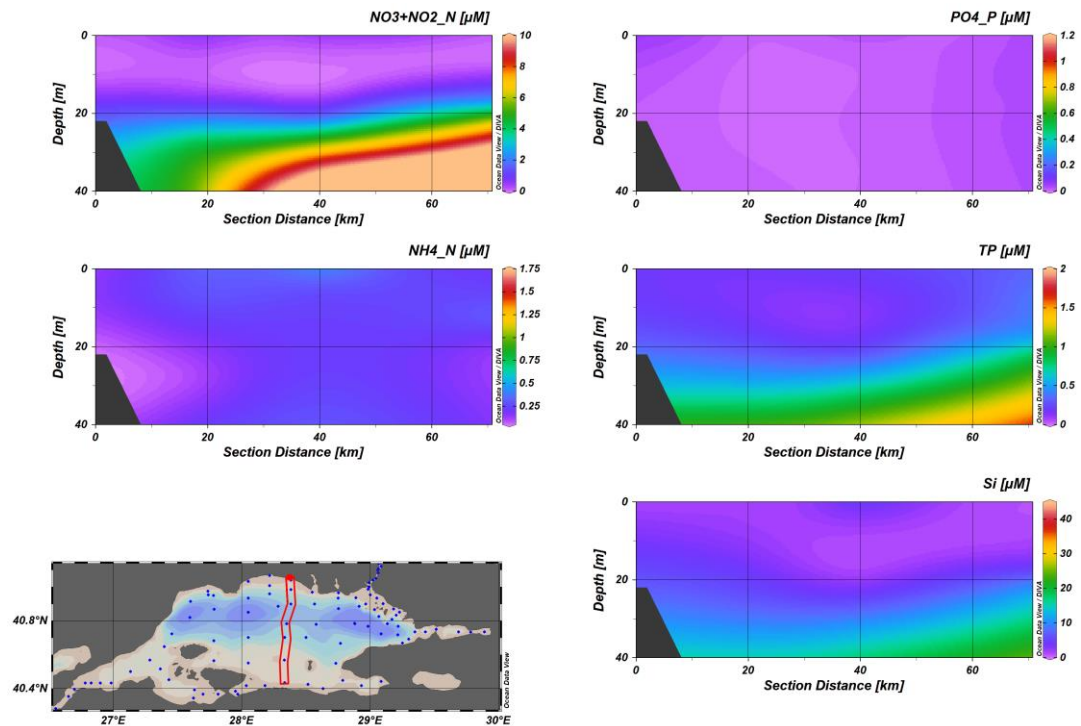 NO3+NO2_N [µM]
0
20
40
Depth [m]
0
20
40
60
Section Distance [km]
10
8
6
4
2
0
Ocean Data View / DIVA
PO4_P [µM]
0
20
40
Depth [m]
0
20
40
60
Section Distance [km]
1.2
1
0.8
0.6
0.4
0.2
0
Ocean Data View / DIVA
NH4_N [µM]
0
20
40
Depth [m]
0
20
40
60
Section Distance [km]
1.75
1.5
1.25
1
0.75
0.5
0.25
Ocean Data View / DIVA
TP [µM]
0
20
40
Depth [m]
0
20
40
60
Section Distance [km]
2
1.5
1
0.5
0
Ocean Data View / DIVA
40.8°N
40.4°N
27°E
28°E
29°E
30°E
Ocean Data View
Si [µM]
0
20
40
Depth [m]
0
20
40
60
Section Distance [km]
40
30
20
10
0
Ocean Data View / DIVA